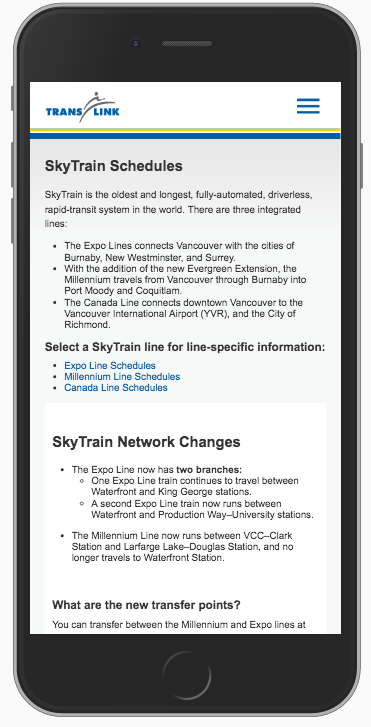 TRANS LINK
SkyTrain Schedules
SkyTrain is the oldest and longest, fully-automated, driverless,
rapid-transit system in the world. There are three integrated
lines:
The Expo Lines connects Vancouver with the cities of
Burnaby, New Westminster, and Surrey.
With the addition of the new Evergreen Extension, the
Millennium travels from Vancouver through Burnaby into
Port Moody and Coquitlam.
The Canada Line connects downtown Vancouver to the
Vancouver International Airport (YVR), and the City of
Richmond.
Select a SkyTrain line for line-specific information:
Expo Line Schedules
Millennium Line Schedules
Canada Line Schedules
SkyTrain Network Changes
The Expo Line now has two branches:
One Expo Line train continues to travel between
Waterfront and King George stations.
A second Expo Line train now runs between
Waterfront and Production Way–University stations.
The Millennium Line now runs between VCC–Clark
Station and Larfarge Lake–Douglas Station, and no
longer travels to Waterfront Station.
What are the new transfer points?
You can transfer between the Millennium and Expo lines at